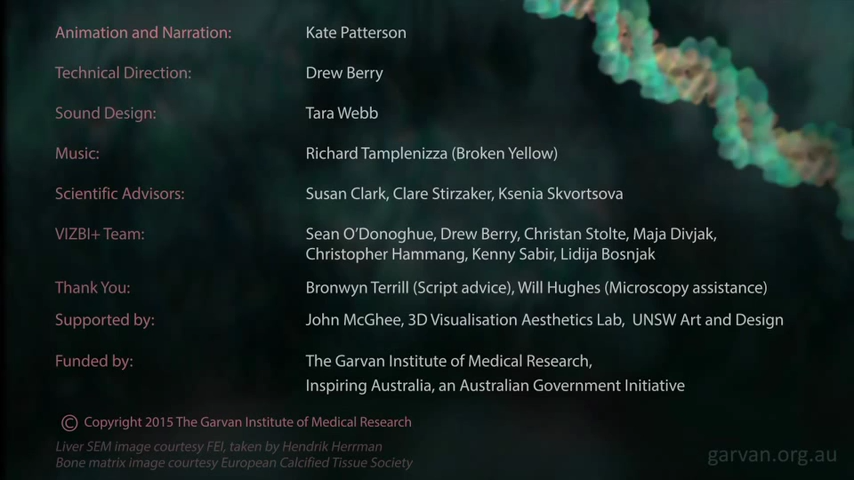 Animation and Narration: Kate Patterson
Technical Direction: Drew Berry
Sound Design: Tara Webb
Music: Richard Tamplenizza (Broken Yellow)
Scientific Advisors: Susan Clark, Clare Stirzaker, Ksenia Skvortsova
VIZBI+ Team: Sean O'Donoghue, Drew Berry, Christan Stolte, Maja Divjak,
Christopher Hammang, Kenny Sabir, Lidija Bosnjak
Thank You: Bronwyn Terrill (Script advice), Will Hughes (Microscopy assistance)
Supported by: John McGhee, 3D Visualisation Aesthetics Lab, UNSW Art and Design
Funded by: The Garvan Institute of Medical Research,
Inspiring Australia, an Australian Government Initiative
© Copyright 2015 The Garvan Institute of Medical Research
Liver SEM image courtesy FEI, taken by Hendrik Herrman
Bone matrix image courtesy European Calcified Tissue Society
garvan.org.au